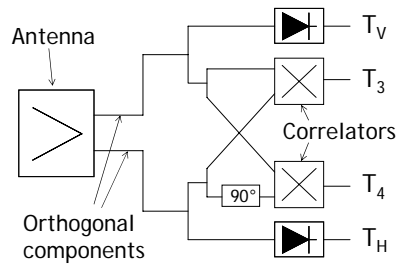 Antenna
T_V
T_3
Correlators
T_4
90°
T_H
Orthogonal
components